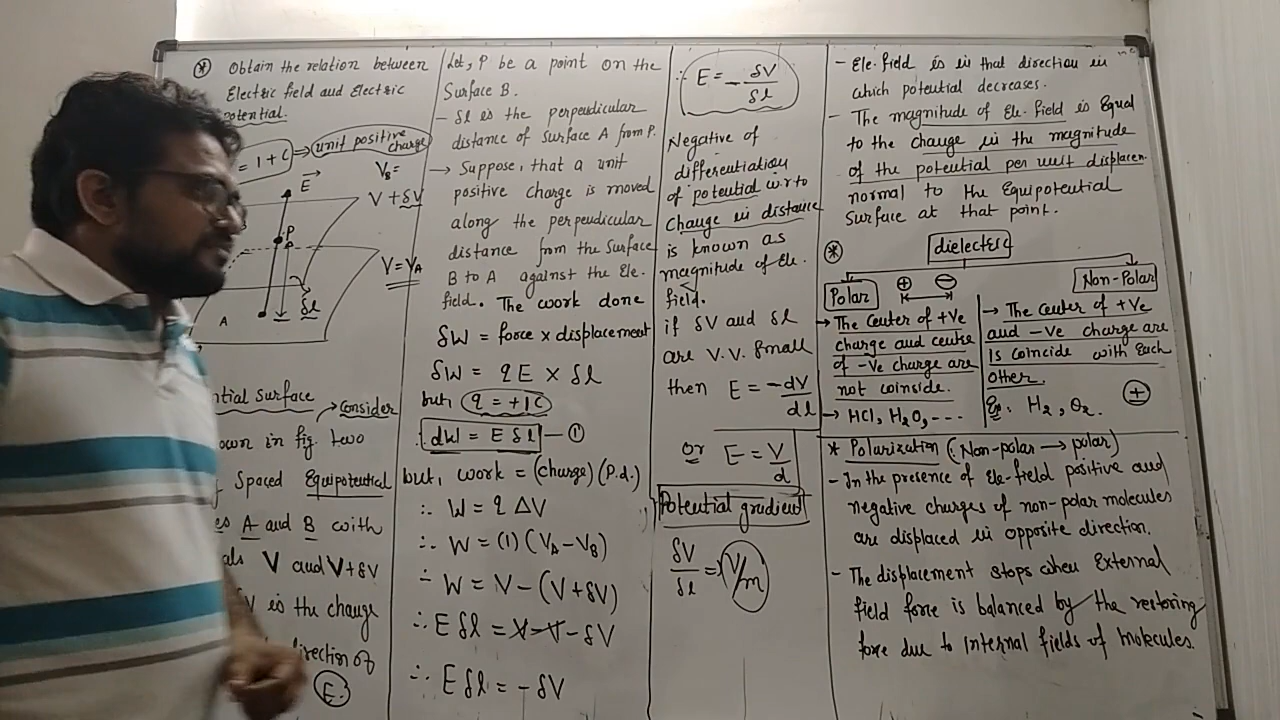 * Obtain the relation between
Electric field and Electric
potential.
= 1 + C ⇒ unit positive
charge
V_B =
E
V + δV
P
V = V_A
δl
A
ntial surface
→ Consider
own in fig. two
Spaced Equipotential
es A and B with
als V and V+δV
δV is the change
direction of
E.
Let, P be a point on the
Surface B.
- δl is the perpendicular
distance of surface A from P.
→ Suppose, that a unit
positive charge is moved
along the perpendicular
distance from the Surface
B to A against the Ele.
field. The work done
δW = force × displacement
δW = qE × δl
but q = +1C
∴ dW = E δl — ①
but, work = (charge) (P.d.)
∴ W = q ΔV
∴ W = (1) (V_A - V_B)
∴ W = V - (V + δV)
∴ E δl = V - V - δV
∴ E δl = - δV
∴ E = - δV/δl
Negative of
differentiation
of potential w.r to
change in distance
is known as
magnitude of Ele.
field.
if δV and δl
are V.V. Small
then E = -dV/dl
or E = V/d
Potential gradient
δV/δl = V/m
- Ele. field is in that direction in
which potential decreases.
- The magnitude of Ele. field is Equal
to the change in the magnitude
of the potential per unit displacen.
normal to the Equipotential
Surface at that point.
* dielectric
Polar
+ -
Non-Polar
→ The center of +Ve
charge and centre
of -Ve charge are
not coinside.
→ HCl, H₂O, ---
→ The center of +Ve
and -Ve charge are
is coincide with Each
other.
Eg: H₂, O₂.
±
* Polarization (Non-polar → polar)
- In the presence of Ele-field positive and
negative charges of non-polar molecules
are displaced in opposite direction.
- The displacement stops when External
field force is balanced by the restoring
force due to internal fields of molecules.